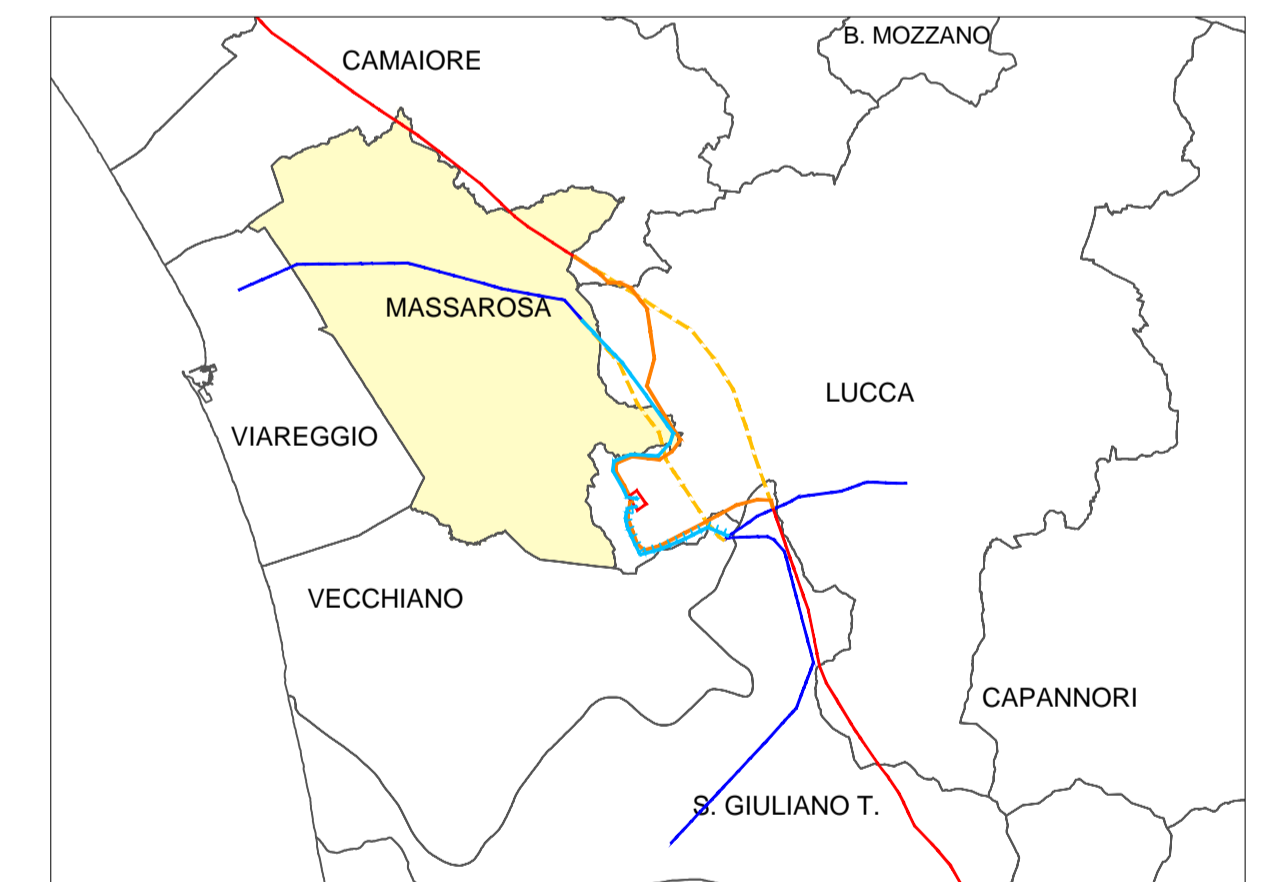 B. MOZZANO
CAMAIORE
MASSAROSA
LUCCA
VIAREGGIO
VECCHIANO
CAPANNORI
S. GIULIANO T.